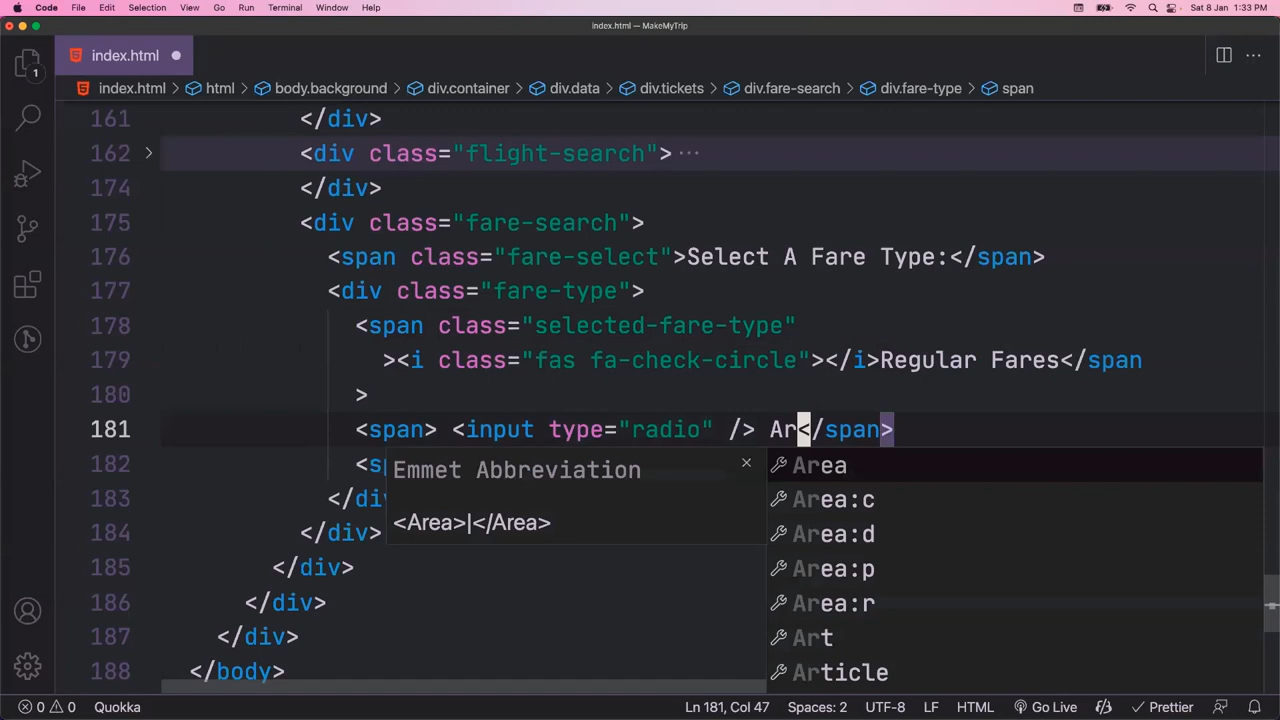 Code File Edit Selection View Go Run Terminal Window Help Sat 8 Jan 1:33 PM
index.html — MakeMyTrip
index.html
index.html > html > body.background > div.container > div.data > div.tickets > div.fare-search > div.fare-type > span
1
161 </div>
162 <div class="flight-search">···
174 </div>
175 <div class="fare-search">
176 <span class="fare-select">Select A Fare Type:</span>
177 <div class="fare-type">
178 <span class="selected-fare-type"
179 ><i class="fas fa-check-circle"></i>Regular Fares</span
180 >
181 <span> <input type="radio" /> Ar</span>
182 <s
183 </di
184 </div>
185 </div>
186 </div>
187 </div>
188 </body>
Emmet Abbreviation
<Area>|</Area>
Area
Area:c
Area:d
Area:p
Area:r
Art
Article
0 0 Quokka Ln 181, Col 47 Spaces: 2 UTF-8 LF HTML Go Live Prettier